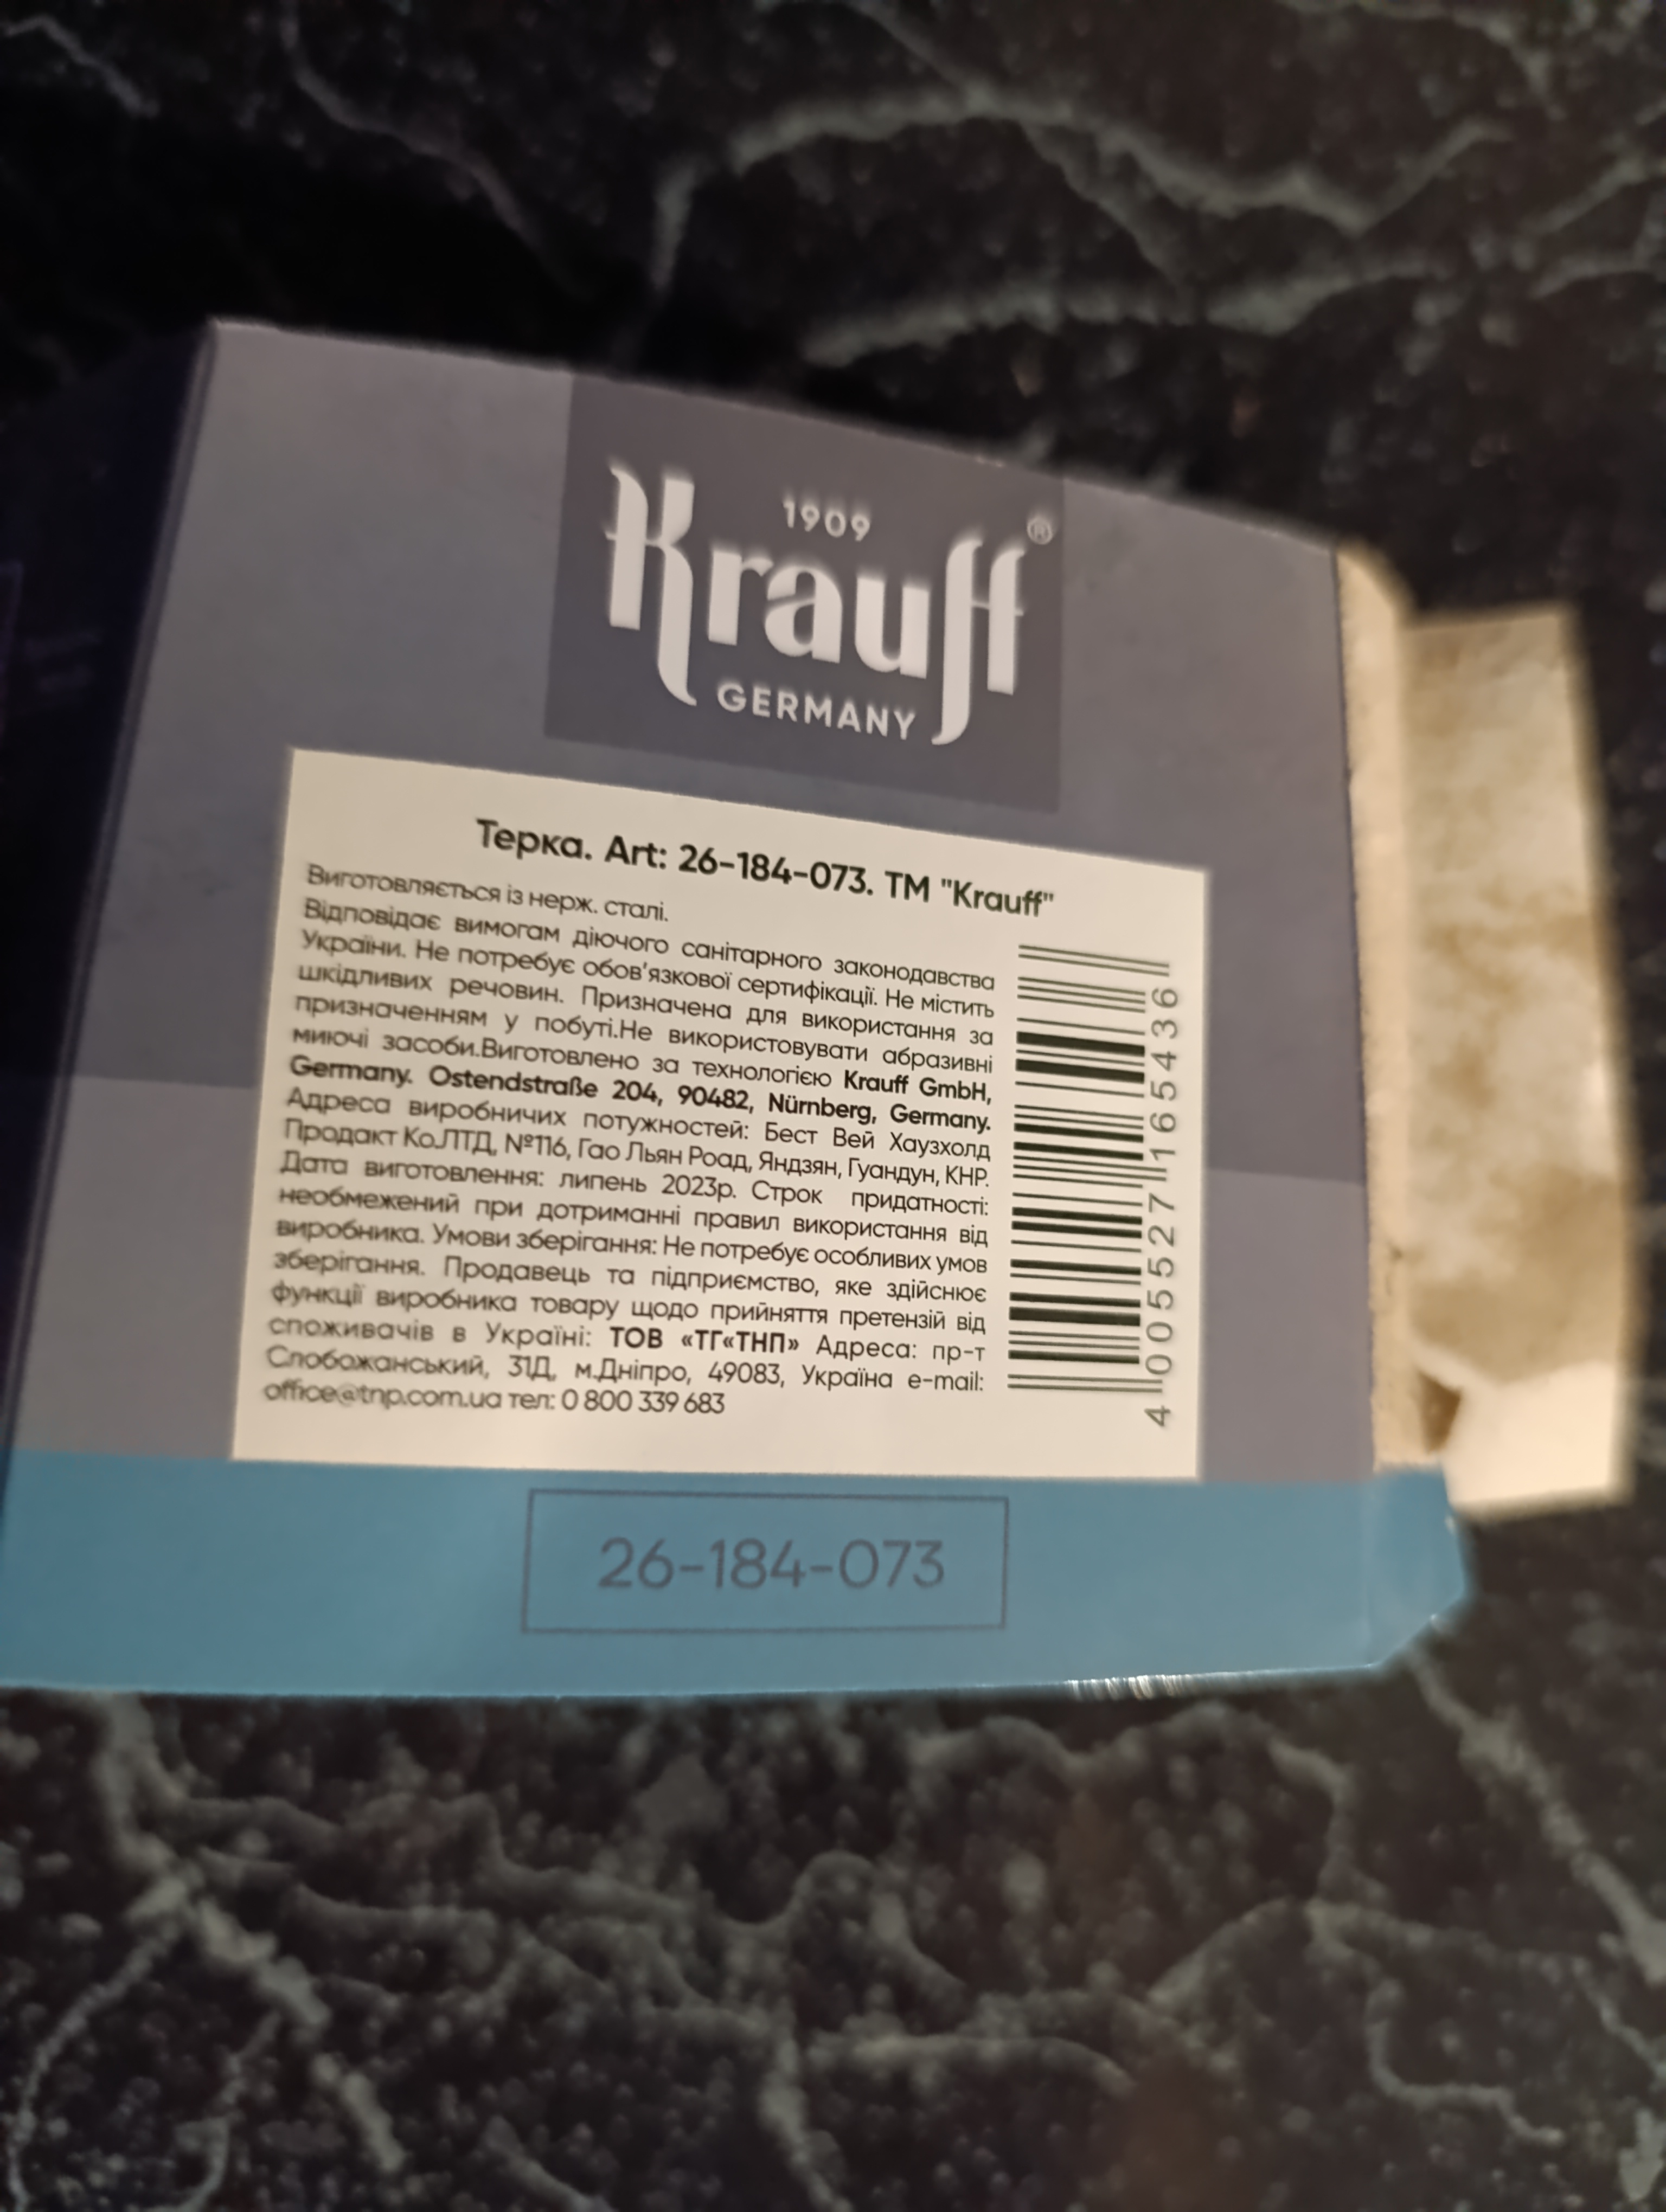 1909
Krauff®
GERMANY
Терка. Art: 26-184-073. ТМ "Krauff"
Виготовляється із нерж. сталі.
Відповідає вимогам діючого санітарного законодавства
України. Не потребує обов'язкової сертифікації. Не містить
шкідливих речовин. Призначена для використання за
призначенням у побуті.Не використовувати абразивні
миючі засоби.Виготовлено за технологією Krauff GmbH,
Germany. Ostendstraße 204, 90482, Nürnberg, Germany.
Адреса виробничих потужностей: Бест Вей Хаузхолд
Продакт Ко.ЛТД, №116, Гао Льян Роад, Яндзян, Гуандун, КНР.
Дата виготовлення: липень 2023р. Строк придатності:
необмежений при дотриманні правил використання від
виробника. Умови зберігання: Не потребує особливих умов
зберігання. Продавець та підприємство, яке здійснює
функції виробника товару щодо прийняття претензій від
споживачів в Україні: ТОВ «ТГ«ТНП» Адреса: пр-т
Слобожанський, 31Д, м.Дніпро, 49083, Україна e-mail:
office@tnp.com.ua тел: 0 800 339 683
4 005527 165436
26-184-073